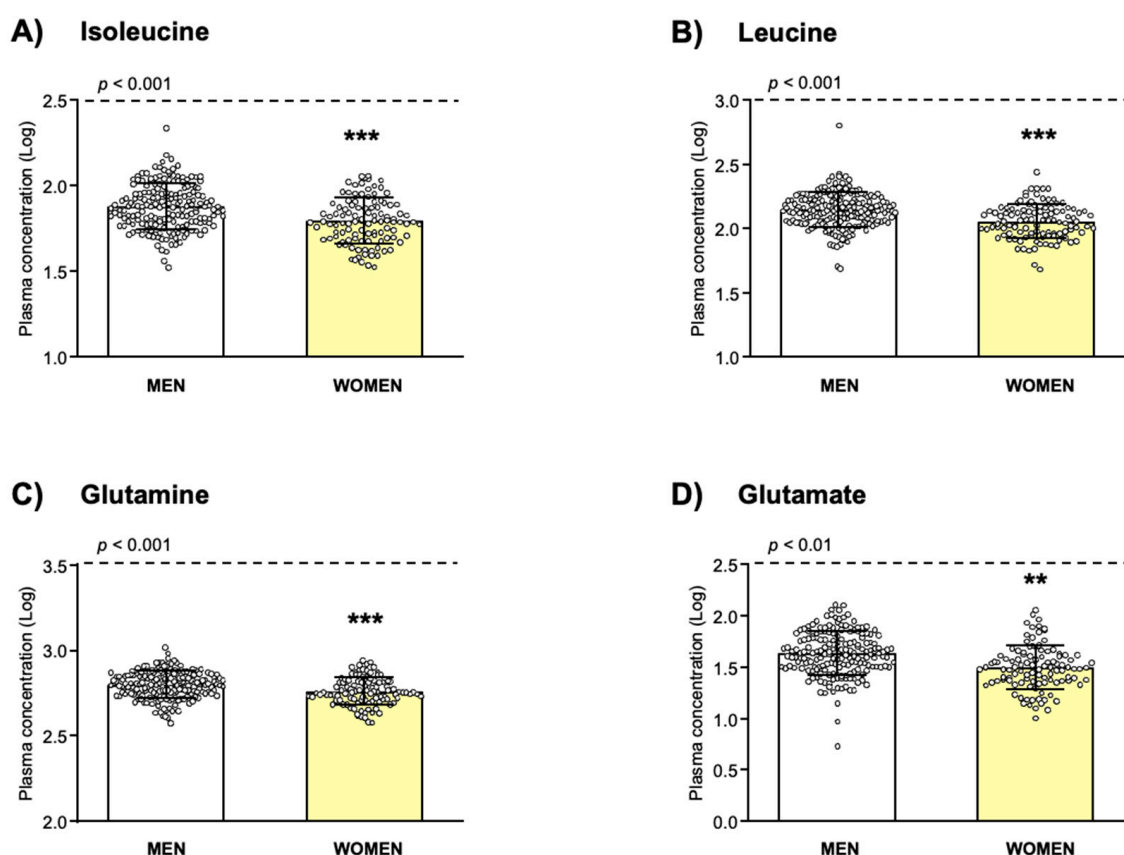 A) Isoleucine
p < 0.001
Plasma concentration (Log)
2.5
2.0
1.5
1.0
***
MEN
WOMEN
B) Leucine
p < 0.001
Plasma concentration (Log)
3.0
2.5
2.0
1.5
1.0
***
MEN
WOMEN
C) Glutamine
p < 0.001
Plasma concentration (Log)
3.5
3.0
2.5
2.0
***
MEN
WOMEN
D) Glutamate
p < 0.01
Plasma concentration (Log)
2.5
2.0
1.5
1.0
0.5
0.0
**
MEN
WOMEN